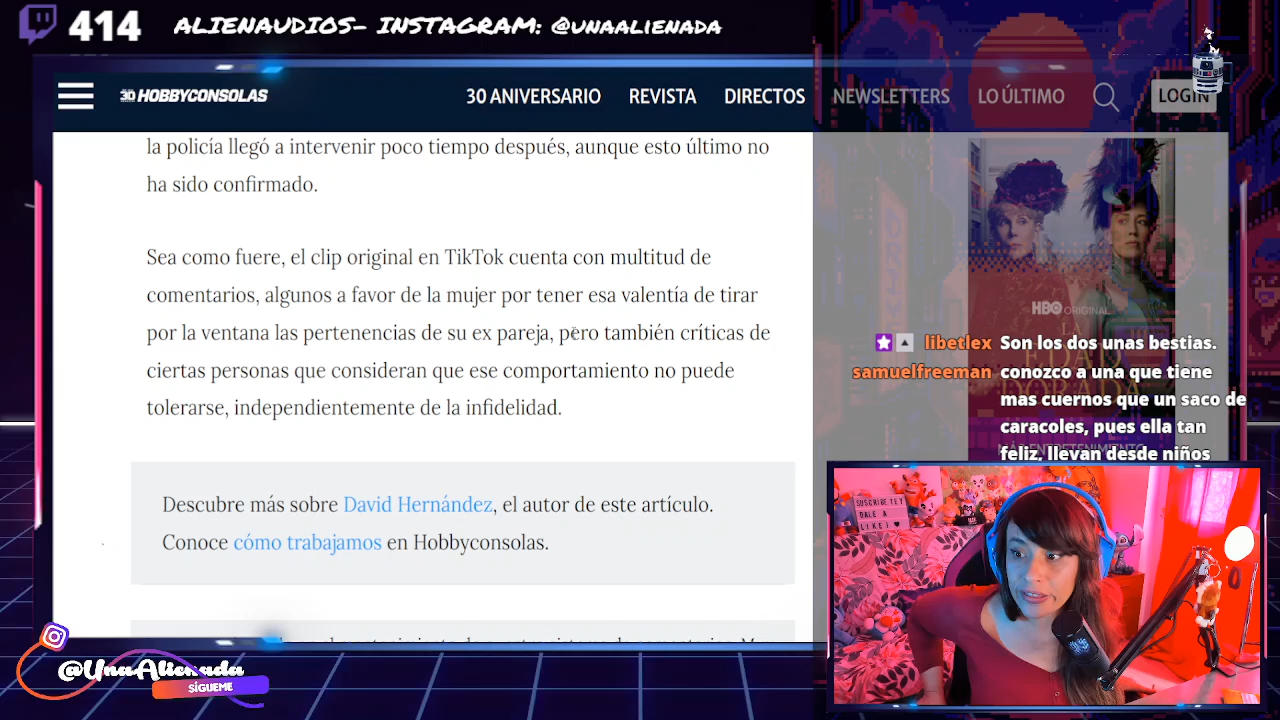 414
ALIENAUDIOS- INSTAGRAM: @UNAALIENADA
30 HOBBYCONSOLAS
30 ANIVERSARIO REVISTA DIRECTOS NEWSLETTERS LO ÚLTIMO LOGIN
la policía llegó a intervenir poco tiempo después, aunque esto último no
ha sido confirmado.
Sea como fuere, el clip original en TikTok cuenta con multitud de
comentarios, algunos a favor de la mujer por tener esa valentía de tirar
por la ventana las pertenencias de su ex pareja, pero también críticas de
ciertas personas que consideran que ese comportamiento no puede
tolerarse, independientemente de la infidelidad.
Descubre más sobre David Hernández, el autor de este artículo.
Conoce cómo trabajamos en Hobbyconsolas.
HBO ORIGINAL
LA
EDAD
DORADA
libetlex Son los dos unas bestias.
samuelfreeman conozco a una que tiene
mas cuernos que un saco de
caracoles, pues ella tan
feliz, llevan desde niños
SUSCRIBETE Y
DALE A
LIKE! ♥
@UnaAlienada
SÍGUEME